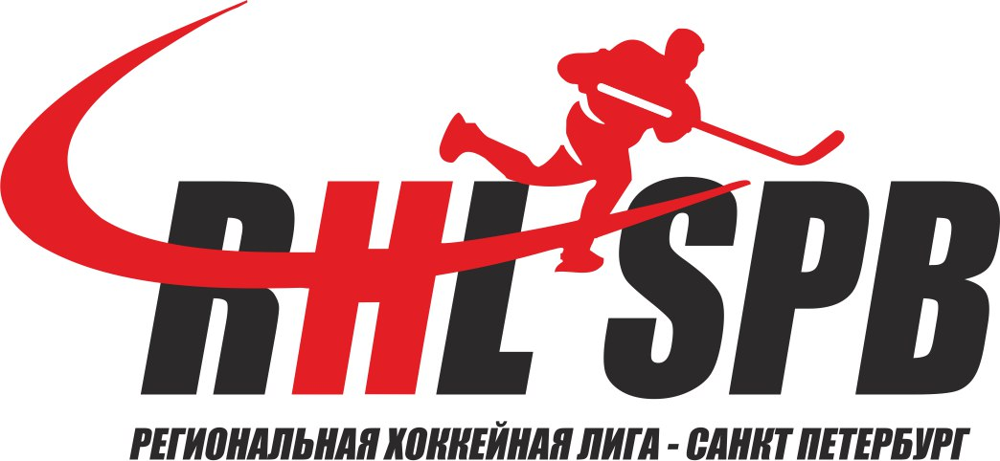 RHL SPB
РЕГИОНАЛЬНАЯ ХОККЕЙНАЯ ЛИГА - САНКТ ПЕТЕРБУРГ